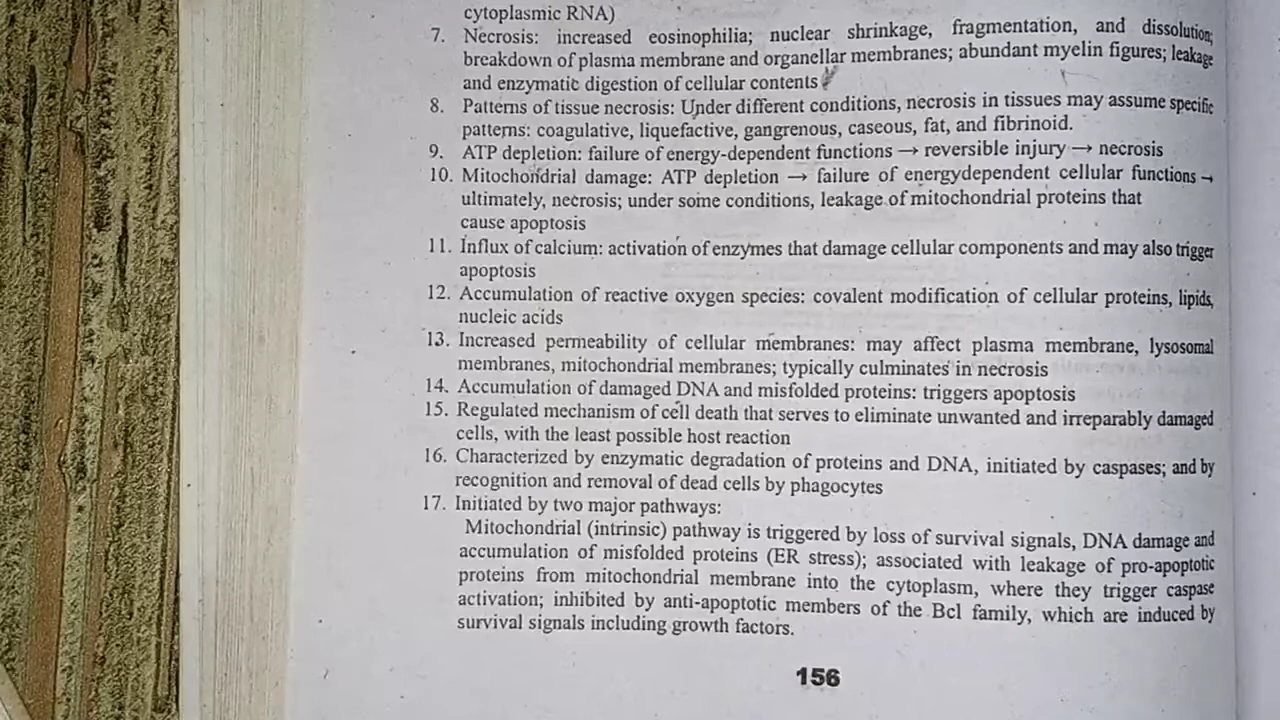 cytoplasmic RNA)
7. Necrosis: increased eosinophilia; nuclear shrinkage, fragmentation, and dissolution;
breakdown of plasma membrane and organellar membranes; abundant myelin figures; leakage
and enzymatic digestion of cellular contents
8. Patterns of tissue necrosis: Under different conditions, necrosis in tissues may assume specific
patterns: coagulative, liquefactive, gangrenous, caseous, fat, and fibrinoid.
9. ATP depletion: failure of energy-dependent functions → reversible injury → necrosis
10. Mitochondrial damage: ATP depletion → failure of energydependent cellular functions →
ultimately, necrosis; under some conditions, leakage of mitochondrial proteins that
cause apoptosis
11. Influx of calcium: activation of enzymes that damage cellular components and may also trigger
apoptosis
12. Accumulation of reactive oxygen species: covalent modification of cellular proteins, lipids,
nucleic acids
13. Increased permeability of cellular membranes: may affect plasma membrane, lysosomal
membranes, mitochondrial membranes; typically culminates in necrosis
14. Accumulation of damaged DNA and misfolded proteins: triggers apoptosis
15. Regulated mechanism of cell death that serves to eliminate unwanted and irreparably damaged
cells, with the least possible host reaction
16. Characterized by enzymatic degradation of proteins and DNA, initiated by caspases; and by
recognition and removal of dead cells by phagocytes
17. Initiated by two major pathways:
Mitochondrial (intrinsic) pathway is triggered by loss of survival signals, DNA damage and
accumulation of misfolded proteins (ER stress); associated with leakage of pro-apoptotic
proteins from mitochondrial membrane into the cytoplasm, where they trigger caspase
activation; inhibited by anti-apoptotic members of the Bcl family, which are induced by
survival signals including growth factors.
156